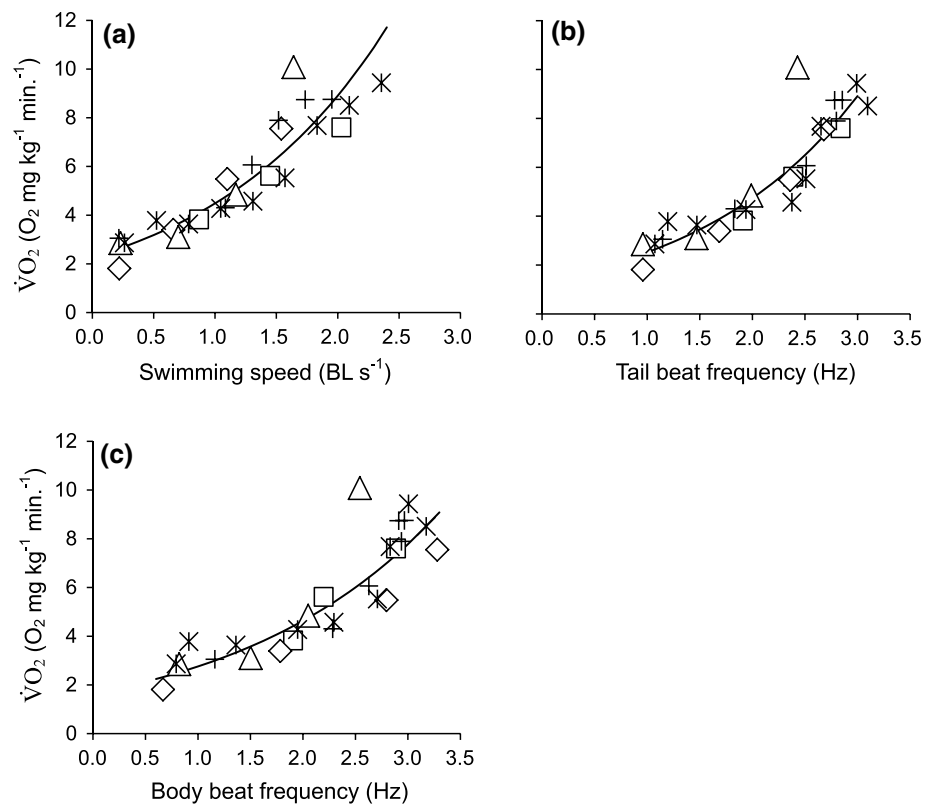 (a)
12
10
8
6
4
2
0
V̇O₂ (O₂ mg kg⁻¹ min.⁻¹)
0.0 0.5 1.0 1.5 2.0 2.5 3.0
Swimming speed (BL s⁻¹)
(b)
0.0 0.5 1.0 1.5 2.0 2.5 3.0 3.5
Tail beat frequency (Hz)
(c)
12
10
8
6
4
2
0
V̇O₂ (O₂ mg kg⁻¹ min.⁻¹)
0.0 0.5 1.0 1.5 2.0 2.5 3.0 3.5
Body beat frequency (Hz)